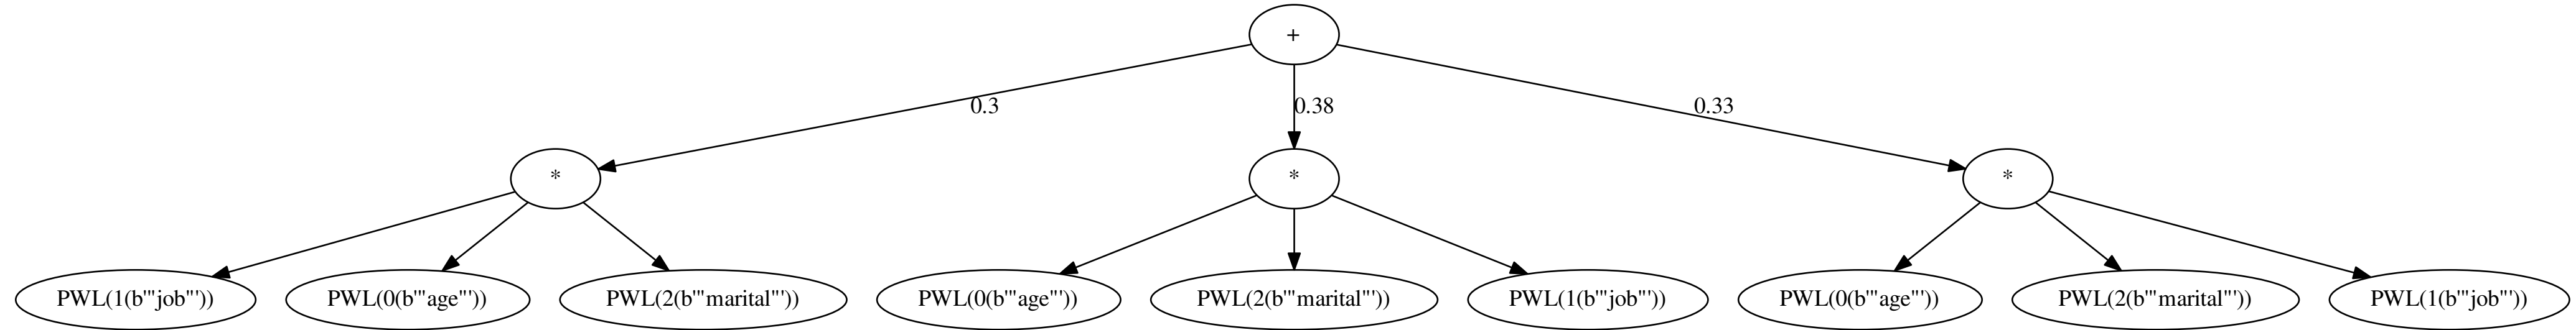 +
0.3
0.38
0.33
*
*
*
PWL(1(b'"job"'))
PWL(0(b'"age"'))
PWL(2(b'"marital"'))
PWL(0(b'"age"'))
PWL(2(b'"marital"'))
PWL(1(b'"job"'))
PWL(0(b'"age"'))
PWL(2(b'"marital"'))
PWL(1(b'"job"'))